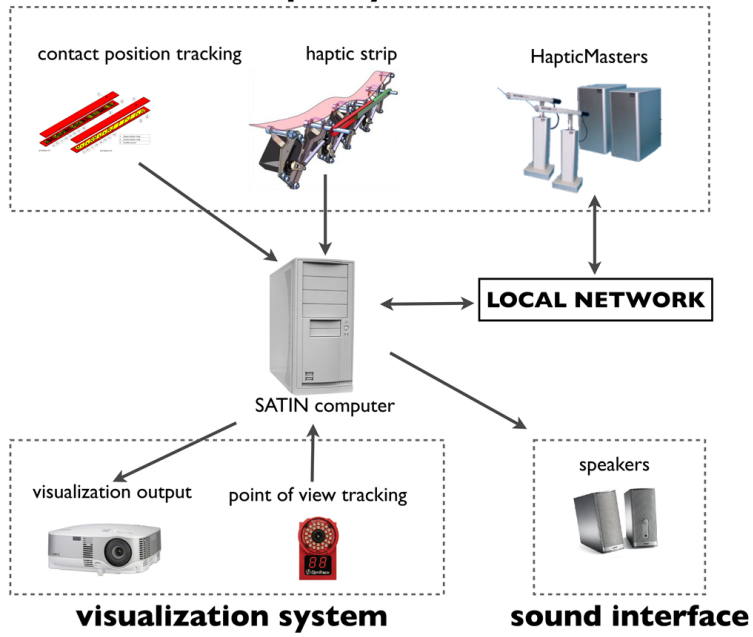 contact position tracking
haptic strip
HapticMasters
LOCAL NETWORK
SATIN computer
visualization output
point of view tracking
speakers
88
visualization system
sound interface